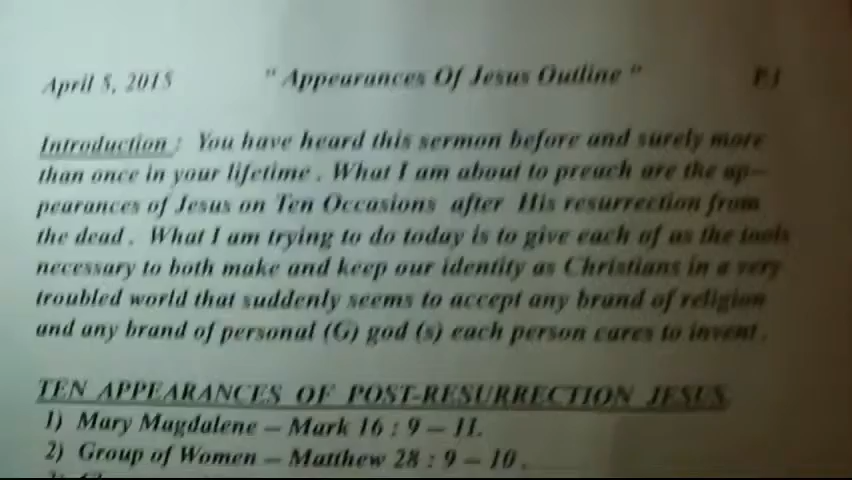 April 5, 2015 " Appearances Of Jesus Outline " P.1
Introduction : You have heard this sermon before and surely more
than once in your lifetime . What I am about to preach are the ap-
pearances of Jesus on Ten Occasions after His resurrection from
the dead . What I am trying to do today is to give each of us the tools
necessary to both make and keep our identity as Christians in a very
troubled world that suddenly seems to accept any brand of religion
and any brand of personal (G) god (s) each person cares to invent .
TEN APPEARANCES OF POST-RESURRECTION JESUS
1) Mary Magdalene – Mark 16 : 9 – 11.
2) Group of Women – Matthew 28 : 9 – 10 .